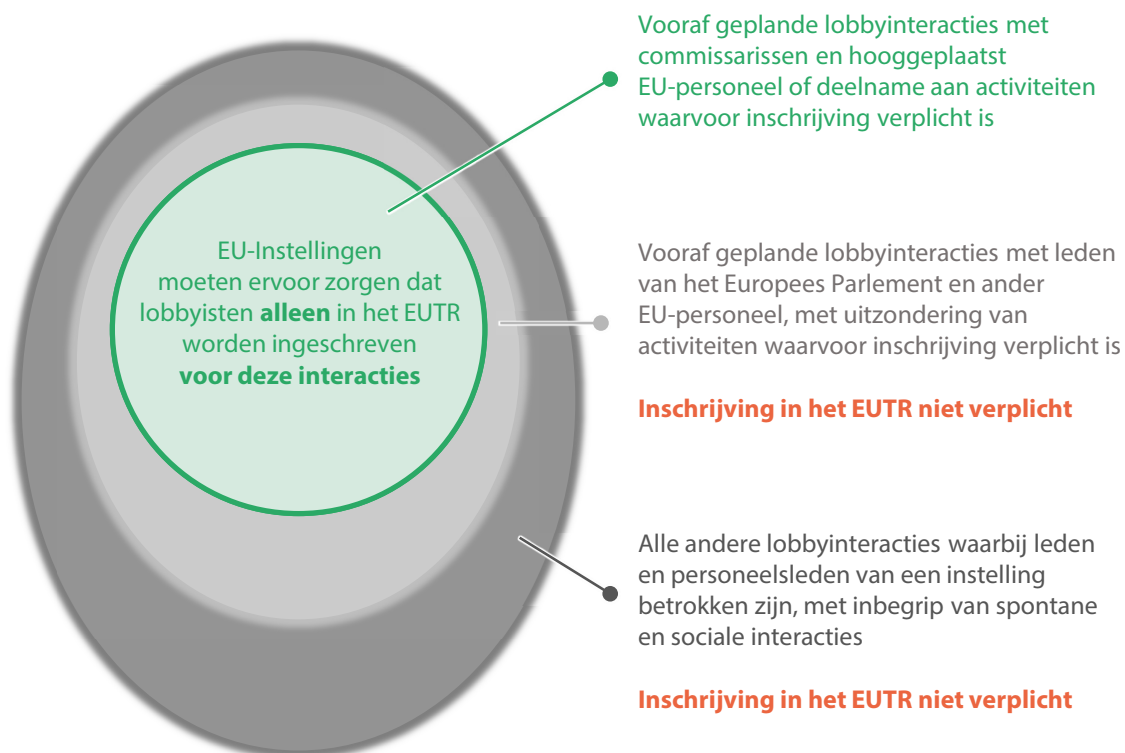 Vooraf geplande lobbyinteracties met
commissarissen en hooggeplaatst
EU-personeel of deelname aan activiteiten
waarvoor inschrijving verplicht is
EU-Instellingen
moeten ervoor zorgen dat
lobbyisten alleen in het EUTR
worden ingeschreven
voor deze interacties
Vooraf geplande lobbyinteracties met leden
van het Europees Parlement en ander
EU-personeel, met uitzondering van
activiteiten waarvoor inschrijving verplicht is
Inschrijving in het EUTR niet verplicht
Alle andere lobbyinteracties waarbij leden
en personeelsleden van een instelling
betrokken zijn, met inbegrip van spontane
en sociale interacties
Inschrijving in het EUTR niet verplicht